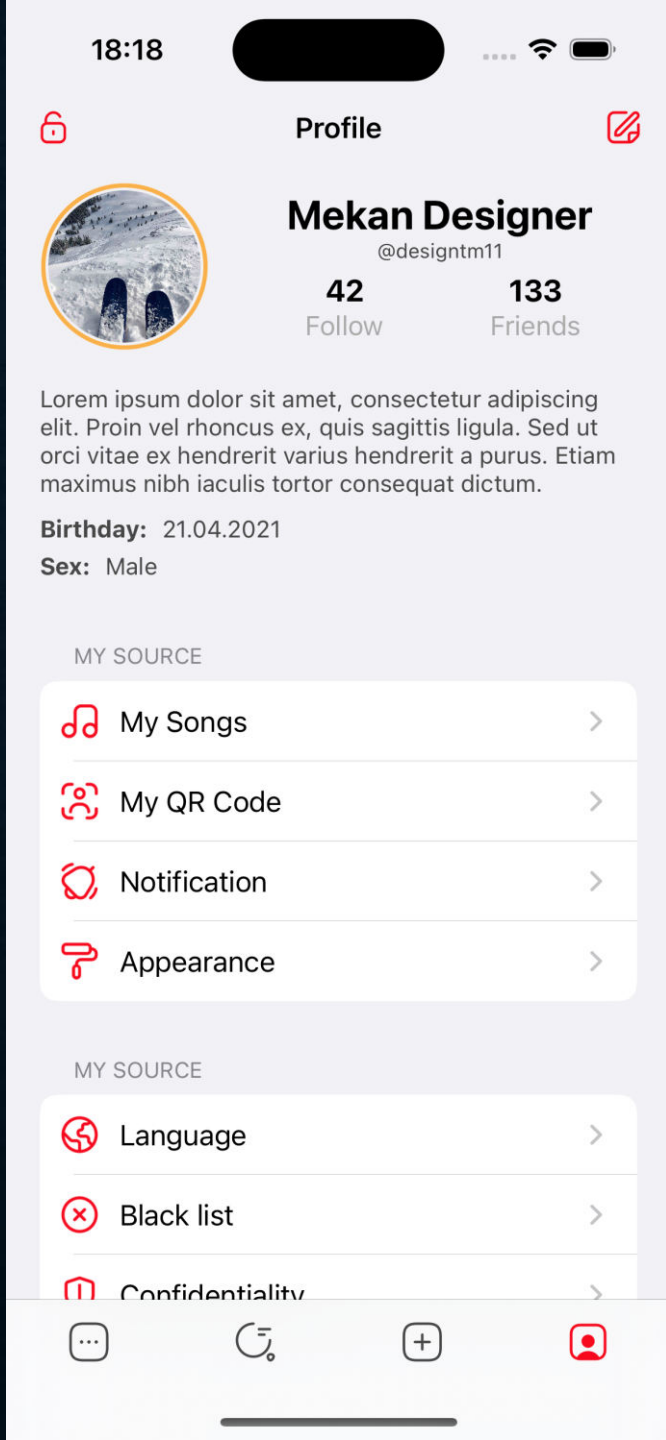 18:18
Profile
Mekan Designer
@designtm11
42 133
Follow Friends
Lorem ipsum dolor sit amet, consectetur adipiscing
elit. Proin vel rhoncus ex, quis sagittis ligula. Sed ut
orci vitae ex hendrerit varius hendrerit a purus. Etiam
maximus nibh iaculis tortor consequat dictum.
Birthday: 21.04.2021
Sex: Male
MY SOURCE
My Songs
My QR Code
Notification
Appearance
MY SOURCE
Language
Black list
Confidentiality